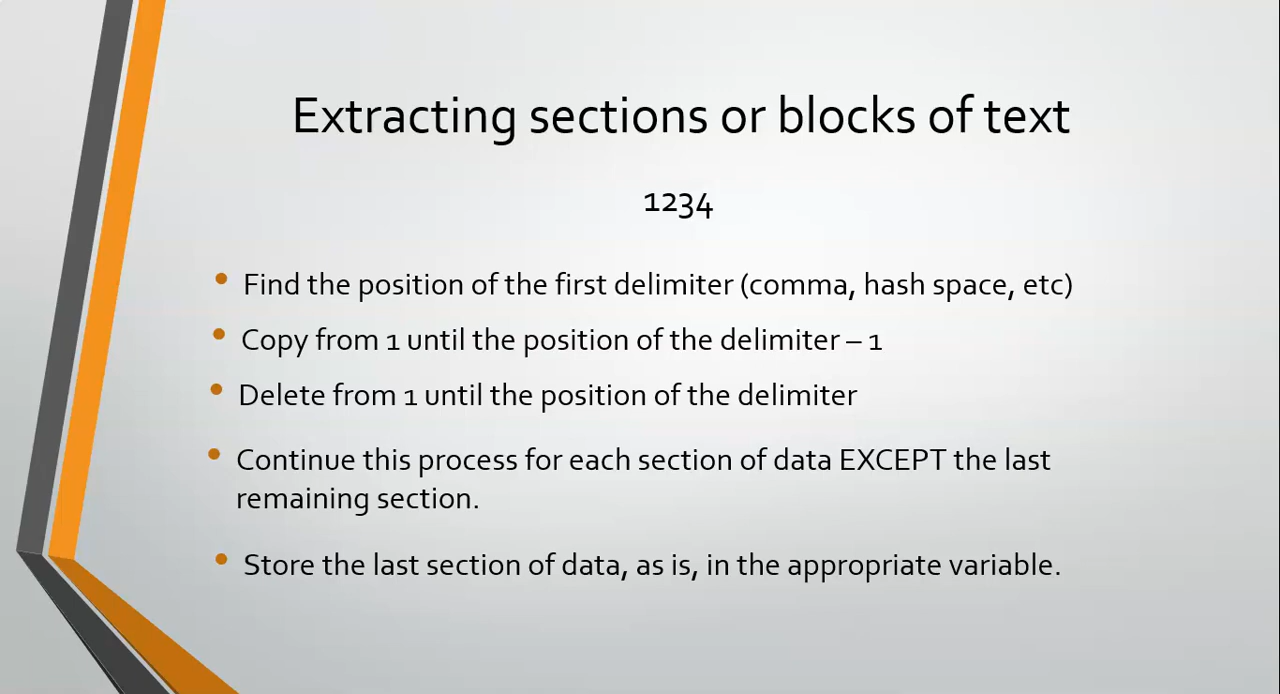 Extracting sections or blocks of text
1234
• Find the position of the first delimiter (comma, hash space, etc)
• Copy from 1 until the position of the delimiter – 1
• Delete from 1 until the position of the delimiter
• Continue this process for each section of data EXCEPT the last
remaining section.
• Store the last section of data, as is, in the appropriate variable.